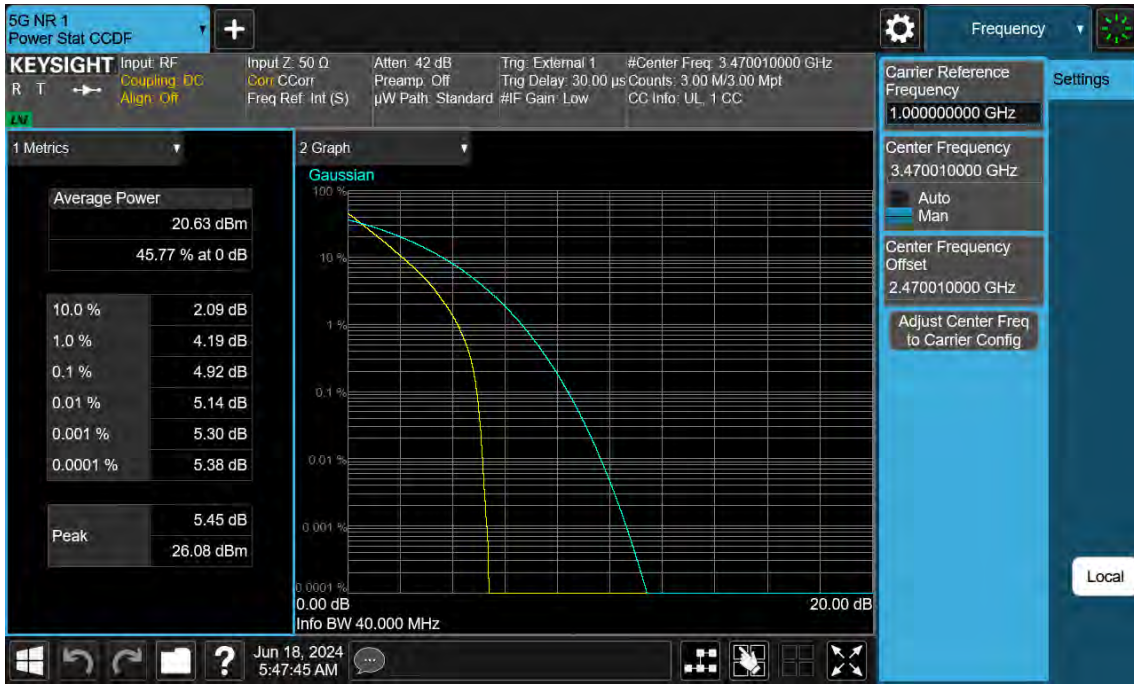 5G NR 1
Power Stat CCDF
+
Frequency
KEYSIGHT
R T
LNI
Input: RF
Coupling: DC
Align: Off
Input Z: 50 Ω
Corr CCorr
Freq Ref: Int (S)
Atten: 42 dB
Preamp: Off
µW Path: Standard
Trig: External 1
Trig Delay: 30.00 µs
#IF Gain: Low
#Center Freq: 3.470010000 GHz
Counts: 3.00 M/3.00 Mpt
CC Info: UL, 1 CC
1 Metrics
Average Power
20.63 dBm
45.77 % at 0 dB
10.0 % 2.09 dB
1.0 % 4.19 dB
0.1 % 4.92 dB
0.01 % 5.14 dB
0.001 % 5.30 dB
0.0001 % 5.38 dB
Peak
5.45 dB
26.08 dBm
2 Graph
Gaussian
100 %
10 %
1 %
0.1 %
0.01 %
0.001 %
0.0001 %
0.00 dB 20.00 dB
Info BW 40.000 MHz
Carrier Reference
Frequency
1.000000000 GHz
Center Frequency
3.470010000 GHz
Auto
Man
Center Frequency
Offset
2.470010000 GHz
Adjust Center Freq
to Carrier Config
Settings
Local
?
Jun 18, 2024
5:47:45 AM